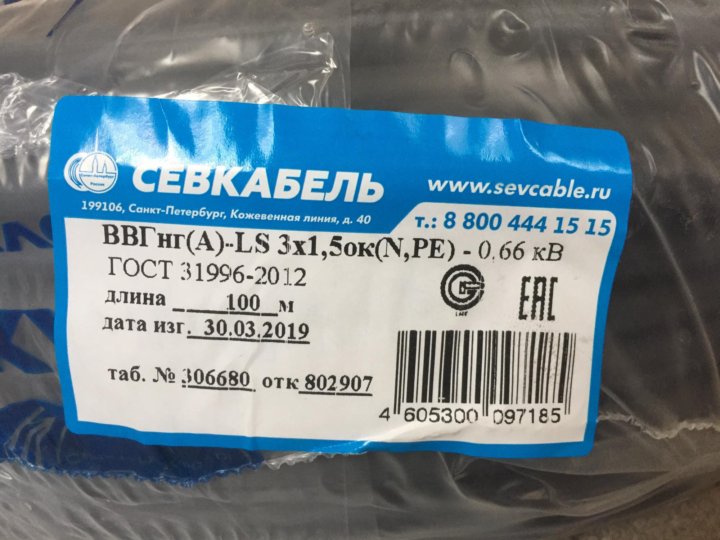 СЕВКАБЕЛЬ
www.sevcable.ru
199106, Санкт-Петербург, Кожевенная линия, д. 40
т.: 8 800 444 15 15
ВВГнг(А)-LS 3х1,5ок(N,PE) - 0,66 кВ
ГОСТ 31996-2012
длина 100 м
дата изг. 30.03.2019
таб. № 306680 отк 802907
EAC
4 605300 097185